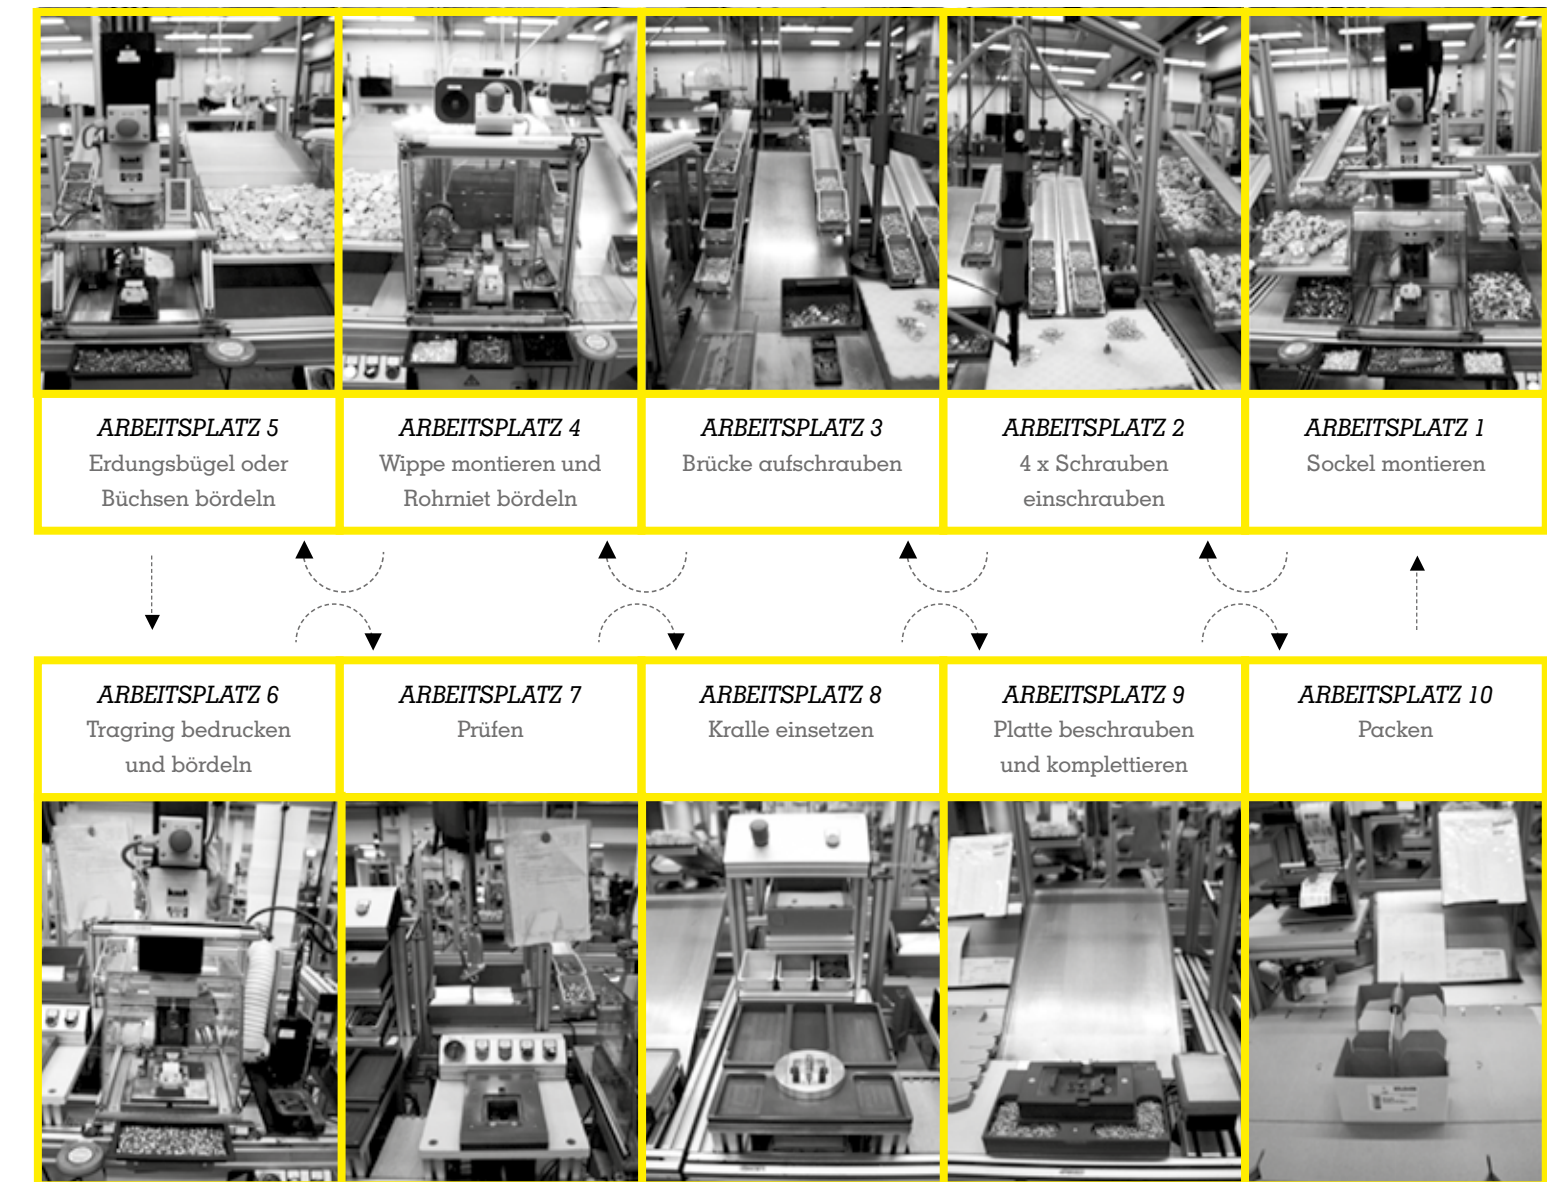 ARBEITSPLATZ 5
Erdungsbügel oder
Büchsen bördeln
ARBEITSPLATZ 4
Wippe montieren und
Rohrniet bördeln
ARBEITSPLATZ 3
Brücke aufschrauben
ARBEITSPLATZ 2
4 x Schrauben
einschrauben
ARBEITSPLATZ 1
Sockel montieren
ARBEITSPLATZ 6
Tragring bedrucken
und bördeln
ARBEITSPLATZ 7
Prüfen
ARBEITSPLATZ 8
Kralle einsetzen
ARBEITSPLATZ 9
Platte beschrauben
und komplettieren
ARBEITSPLATZ 10
Packen